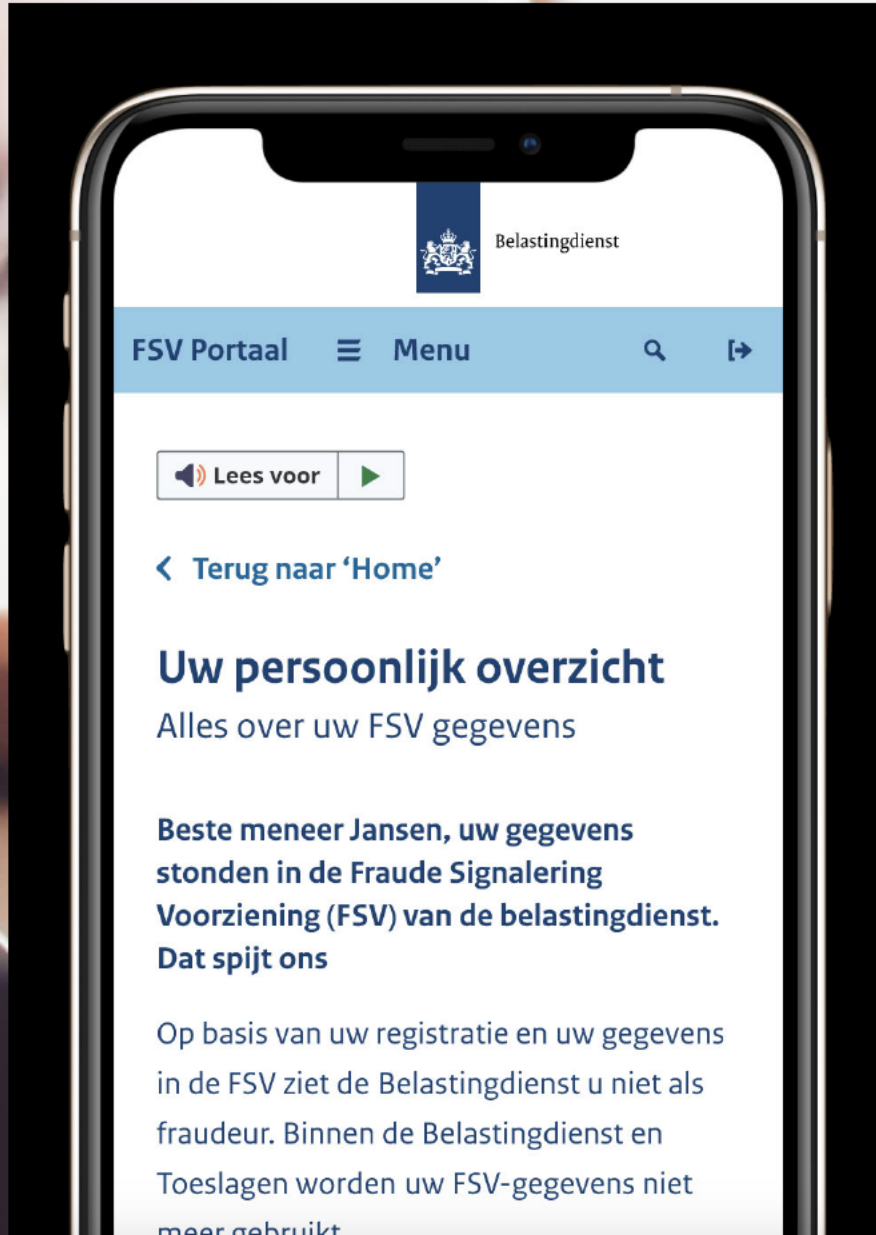 Belastingdienst
FSV Portaal Menu
Lees voor
Terug naar ‘Home’
Uw persoonlijk overzicht
Alles over uw FSV gegevens
Beste meneer Jansen, uw gegevens
stonden in de Fraude Signalering
Voorziening (FSV) van de belastingdienst.
Dat spijt ons
Op basis van uw registratie en uw gegevens
in de FSV ziet de Belastingdienst u niet als
fraudeur. Binnen de Belastingdienst en
Toeslagen worden uw FSV-gegevens niet
meer gebruikt